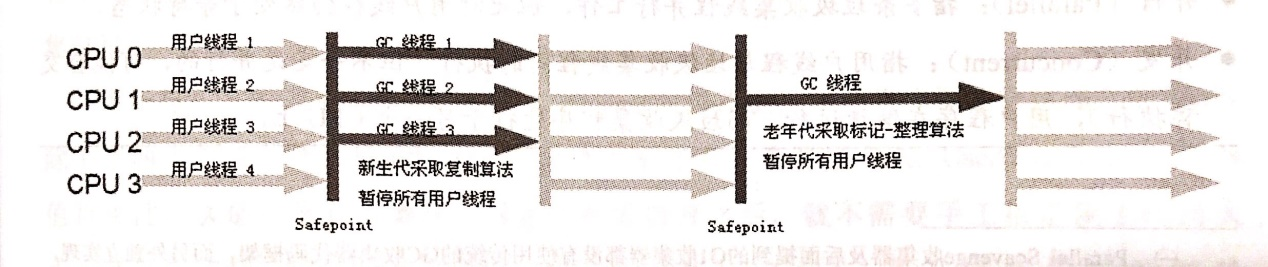 CPU 0 用户线程 1 GC 线程 1
CPU 1 用户线程 2 GC 线程 2 GC 线程
CPU 2 用户线程 3 GC 线程 3 老年代采取标记-整理算法
暂停所有用户线程
CPU 3 用户线程 4 新生代采取复制算法
暂停所有用户线程
Safepoint Safepoint